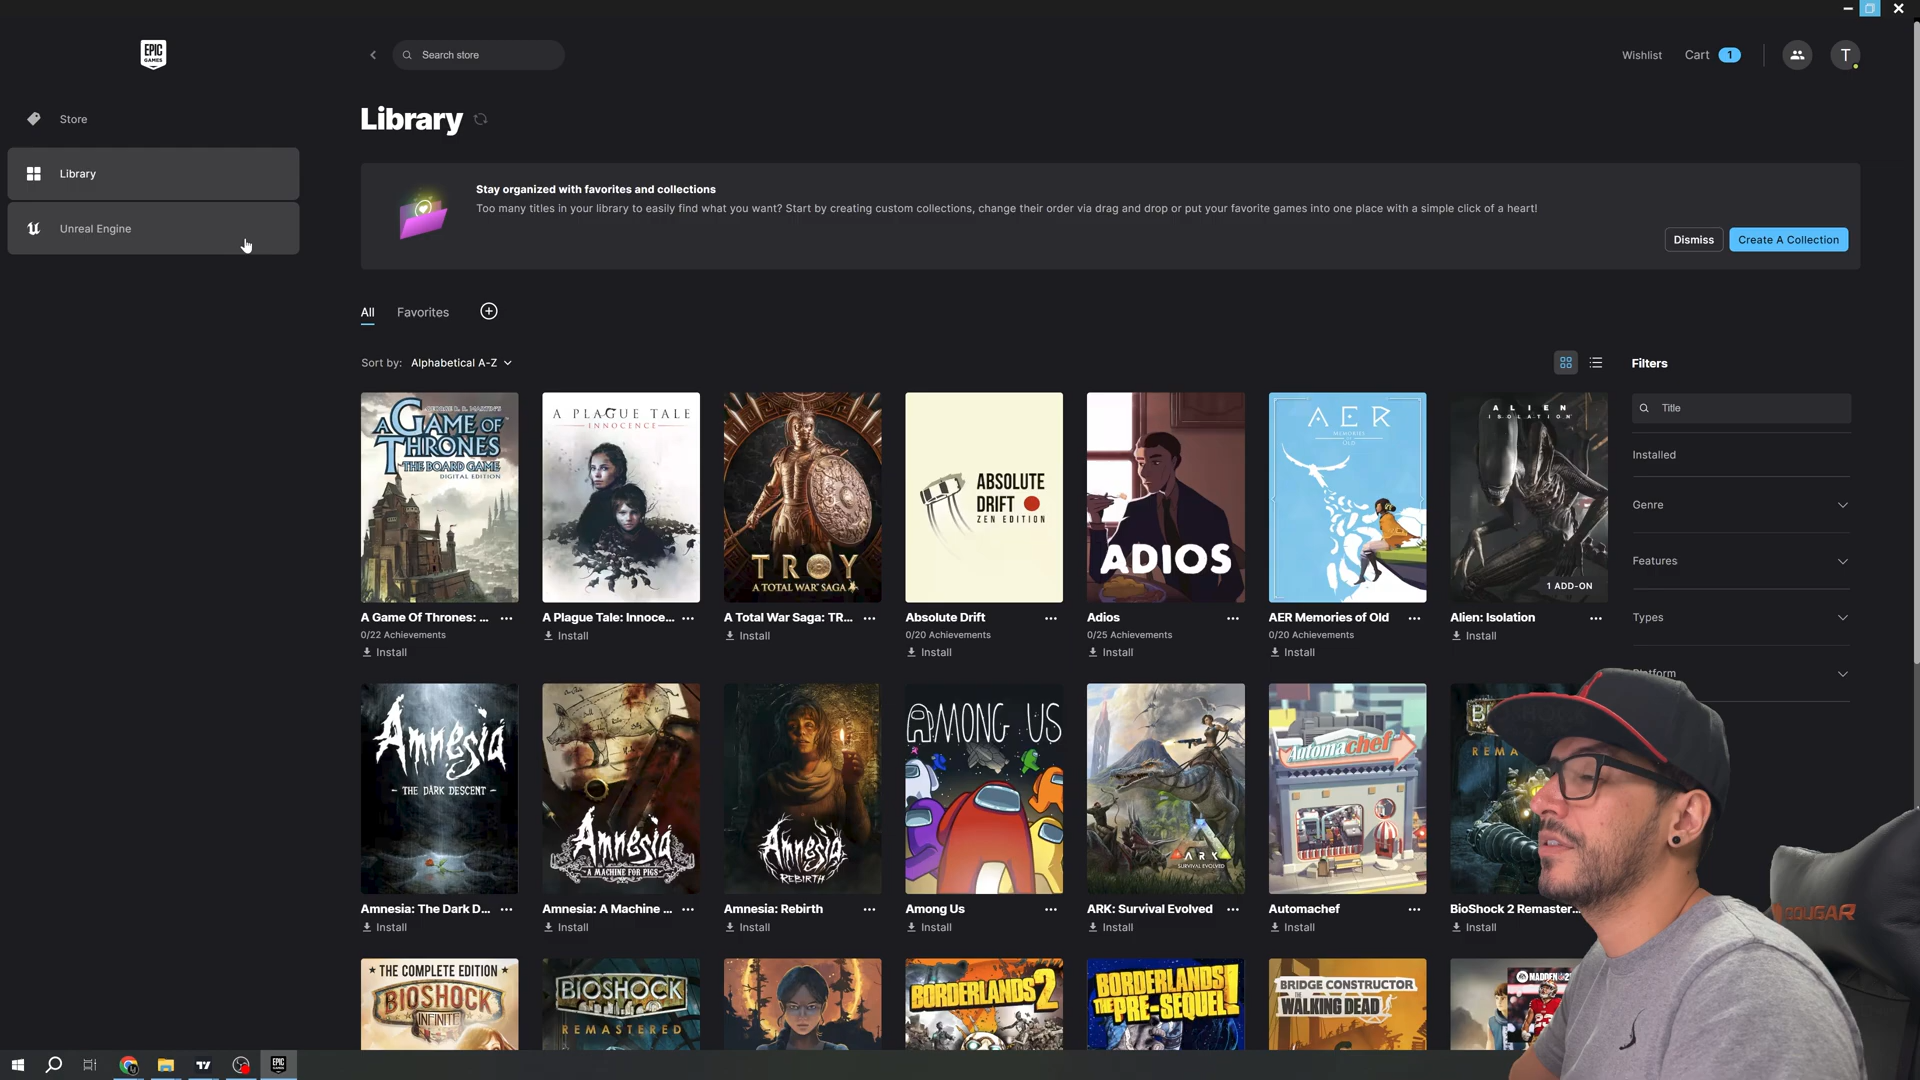 EPIC
GAMES
Search store
Wishlist
Cart
1
T
Store
Library
Unreal Engine
Library
Stay organized with favorites and collections
Too many titles in your library to easily find what you want? Start by creating custom collections, change their order via drag and drop or put your favorite games into one place with a simple click of a heart!
Dismiss
Create A Collection
All
Favorites
Sort by: Alphabetical A-Z
Filters
Title
Installed
Genre
Features
Types
GEORGE R. R. MARTIN'S
A GAME OF
THRONES
THE BOARD GAME
DIGITAL EDITION
A PLAGUE TALE
INNOCENCE
TROY
A TOTAL WAR SAGA
ABSOLUTE
DRIFT
ZEN EDITION
ADIOS
AER
MEMORIES
OF OLD
ALIEN
ISOLATION
1 ADD-ON
A Game Of Thrones: ...
0/22 Achievements
Install
A Plague Tale: Innoce...
Install
A Total War Saga: TR...
Install
Absolute Drift
0/20 Achievements
Install
Adios
0/25 Achievements
Install
AER Memories of Old
0/20 Achievements
Install
Alien: Isolation
Install
Amnesia
- THE DARK DESCENT -
Amnesia
- A MACHINE FOR PIGS -
Amnesia
REBIRTH
AMONG US
ARK
SURVIVAL EVOLVED
Automachef
REMA
Amnesia: The Dark D...
Install
Amnesia: A Machine ...
Install
Amnesia: Rebirth
Install
Among Us
Install
ARK: Survival Evolved
Install
Automachef
Install
BioShock 2 Remaster...
Install
THE COMPLETE EDITION
BIOSHOCK
INFINITE
BIOSHOCK
REMASTERED
BORDERLANDS 2
BORDERLANDS
THE PRE-SEQUEL!
BRIDGE CONSTRUCTOR
THE
WALKING DEAD
MADDEN
COUGAR
EPIC
GAMES